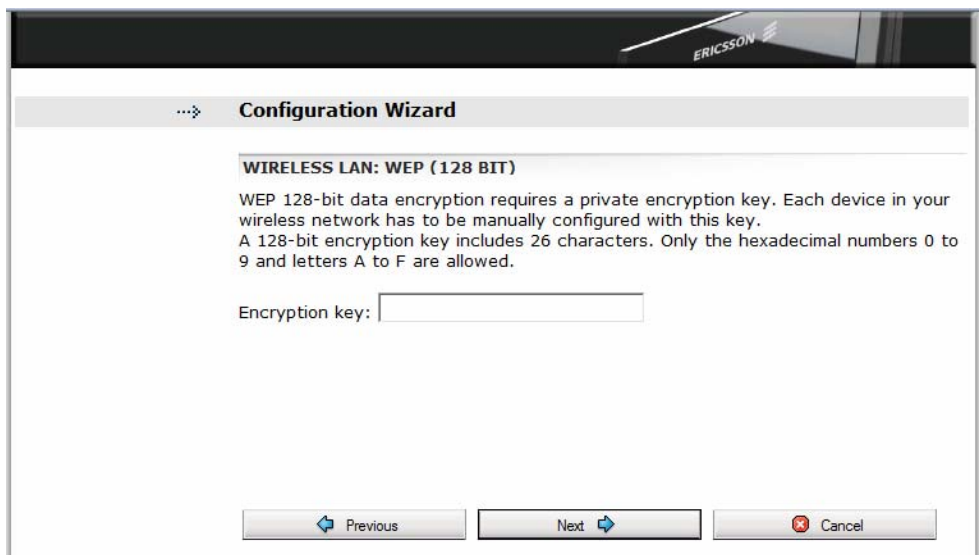 ERICSSON
Configuration Wizard
WIRELESS LAN: WEP (128 BIT)
WEP 128-bit data encryption requires a private encryption key. Each device in your
wireless network has to be manually configured with this key.
A 128-bit encryption key includes 26 characters. Only the hexadecimal numbers 0 to
9 and letters A to F are allowed.
Encryption key:
Previous
Next
Cancel